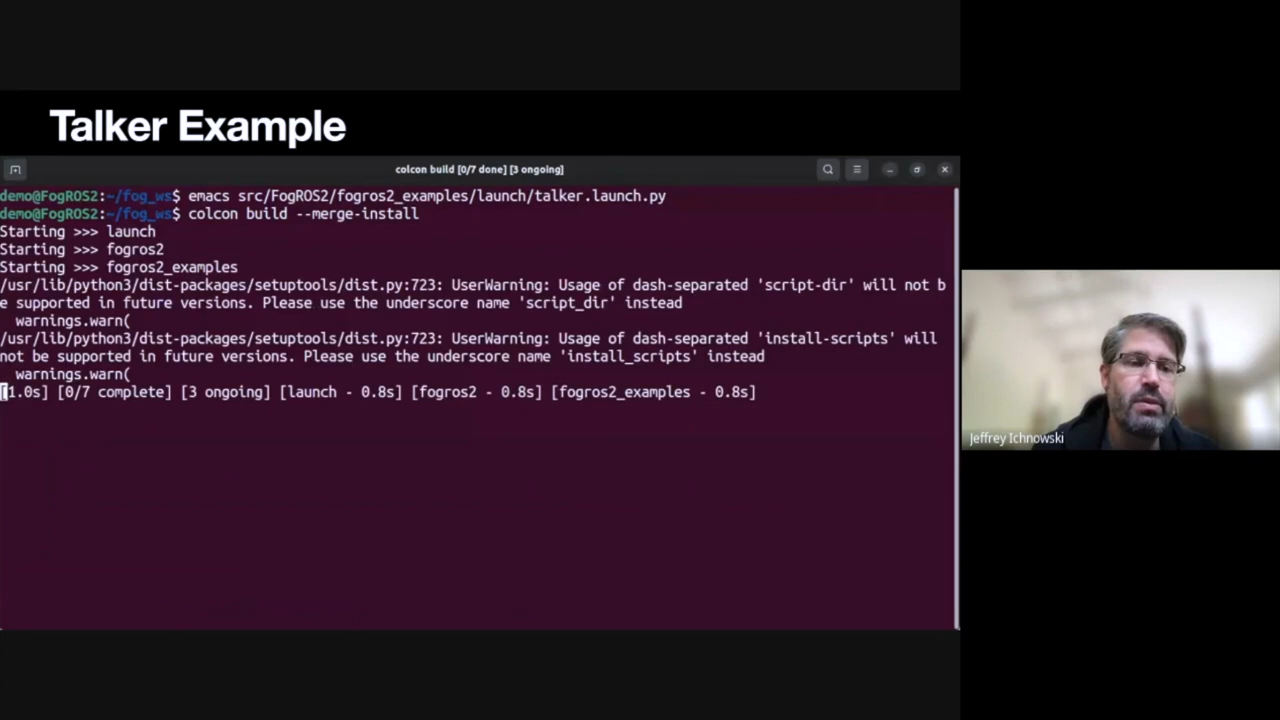 Talker Example
colcon build [0/7 done] [3 ongoing]
demo@FogROS2:~/fog_ws$ emacs src/FogROS2/fogros2_examples/launch/talker.launch.py
demo@FogROS2:~/fog_ws$ colcon build --merge-install
Starting >>> launch
Starting >>> fogros2
Starting >>> fogros2_examples
/usr/lib/python3/dist-packages/setuptools/dist.py:723: UserWarning: Usage of dash-separated 'script-dir' will not b
e supported in future versions. Please use the underscore name 'script_dir' instead
  warnings.warn(
/usr/lib/python3/dist-packages/setuptools/dist.py:723: UserWarning: Usage of dash-separated 'install-scripts' will
not be supported in future versions. Please use the underscore name 'install_scripts' instead
  warnings.warn(
[1.0s] [0/7 complete] [3 ongoing] [launch - 0.8s] [fogros2 - 0.8s] [fogros2_examples - 0.8s]
Jeffrey Ichnowski